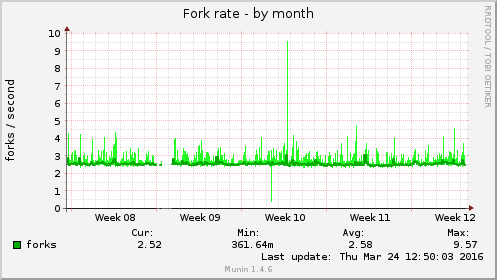 Fork rate - by month
RRDTOOL / TOBI OETIKER
forks / second
10
9
8
7
6
5
4
3
2
1
0
Week 08 Week 09 Week 10 Week 11 Week 12
Cur: Min: Avg: Max:
forks 2.52 361.64m 2.58 9.57
Last update: Thu Mar 24 12:50:03 2016
Munin 1.4.6